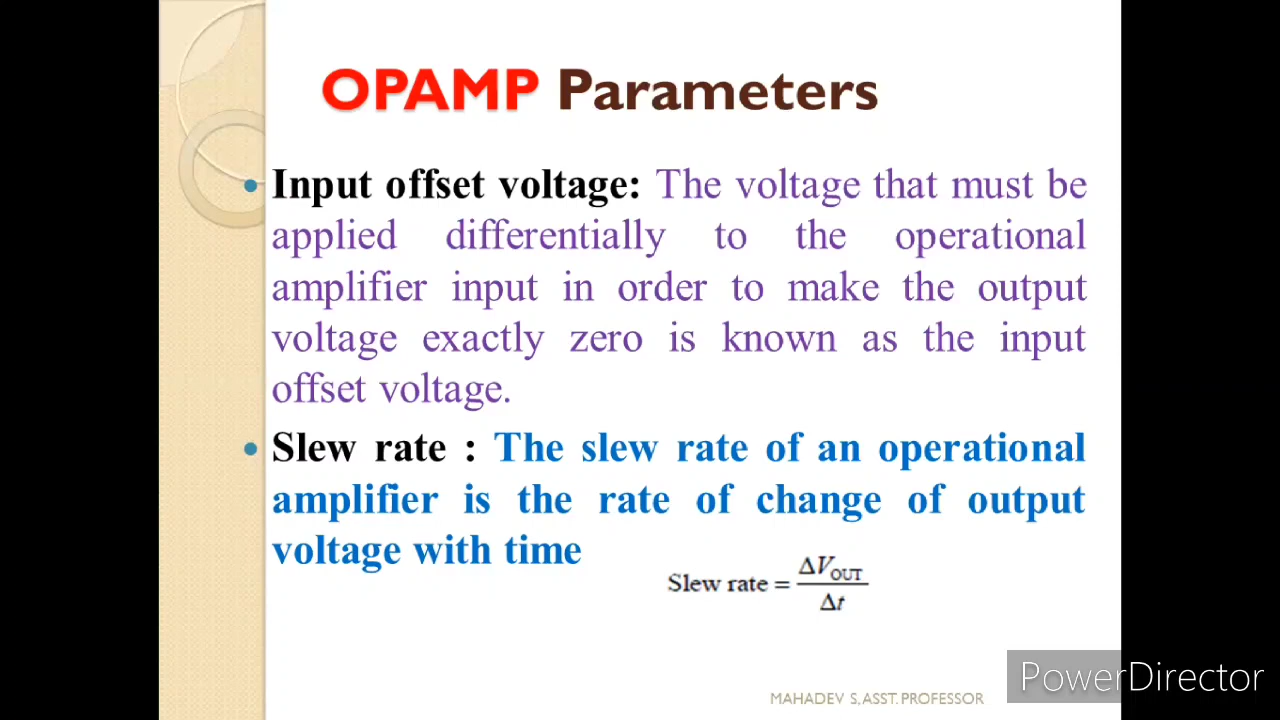 OPAMP Parameters
• Input offset voltage: The voltage that must be
applied differentially to the operational
amplifier input in order to make the output
voltage exactly zero is known as the input
offset voltage.
• Slew rate : The slew rate of an operational
amplifier is the rate of change of output
voltage with time
Slew rate = ΔV_OUT / Δt
MAHADEV S, ASST. PROFESSOR
PowerDirector